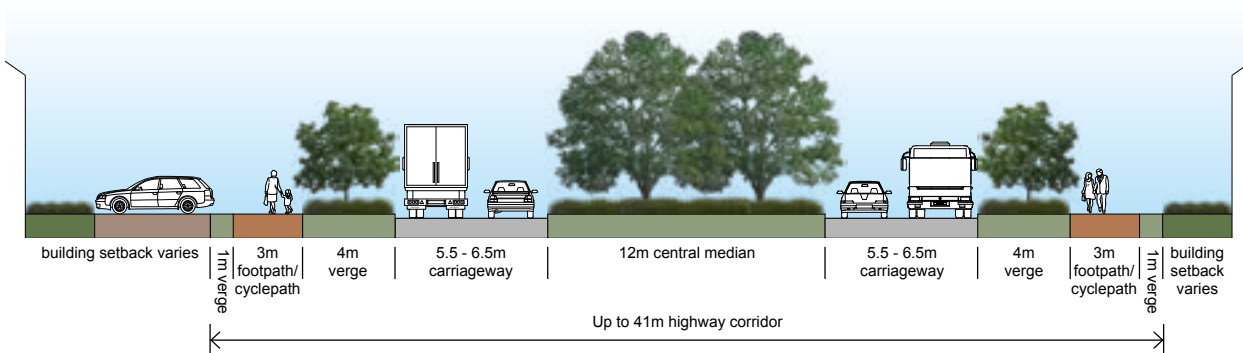 building setback varies
1m verge
3m
footpath/
cyclepath
4m
verge
5.5 - 6.5m
carriageway
12m central median
5.5 - 6.5m
carriageway
4m
verge
3m
footpath/
cyclepath
1m verge
building
setback
varies
Up to 41m highway corridor